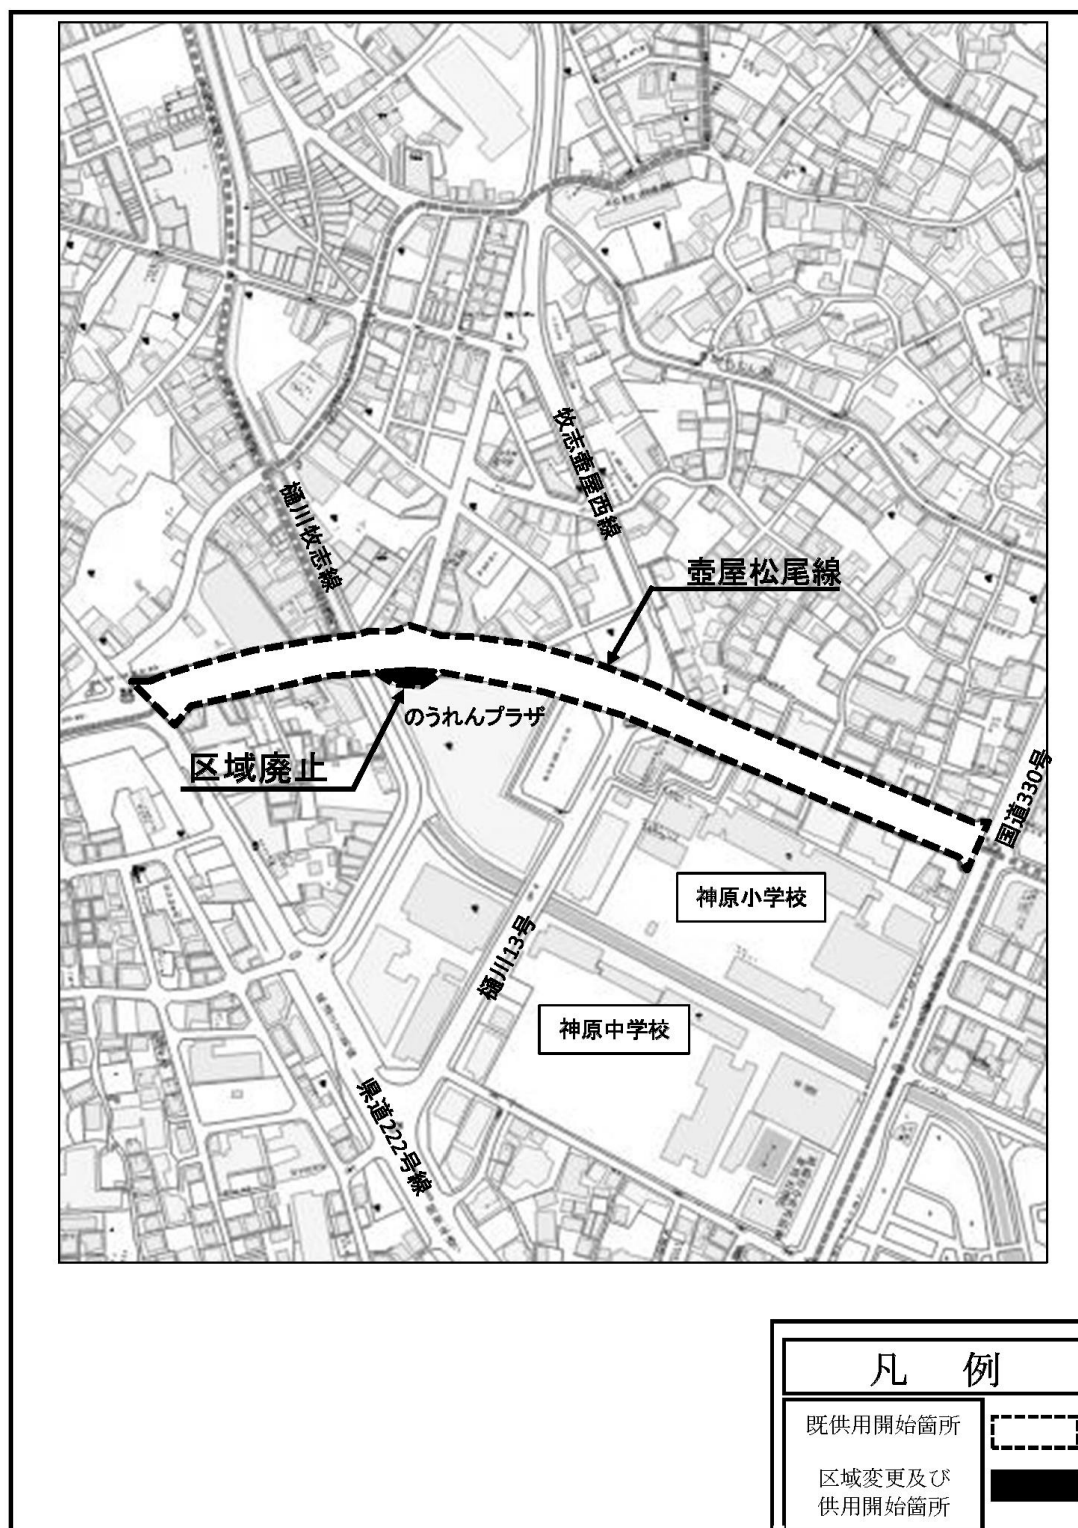 牧志壺屋西線
樋川牧志線
壺屋松尾線
のうれんプラザ
区域廃止
国道330号
神原小学校
樋川13号
神原中学校
県道222号線
凡 例
既供用開始箇所
区域変更及び
供用開始箇所